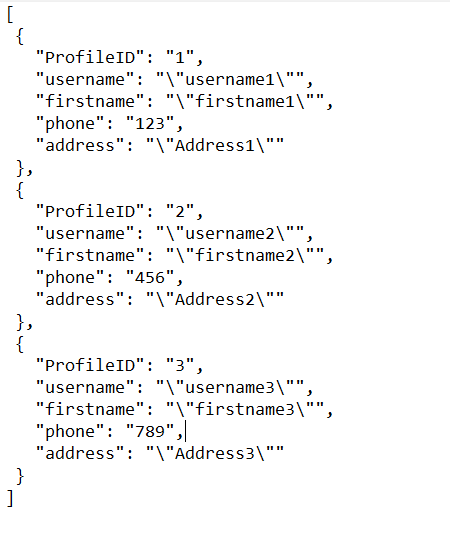 [
 {
   "ProfileID": "1",
   "username": "\"username1\"",
   "firstname": "\"firstname1\"",
   "phone": "123",
   "address": "\"Address1\""
 },
 {
   "ProfileID": "2",
   "username": "\"username2\"",
   "firstname": "\"firstname2\"",
   "phone": "456",
   "address": "\"Address2\""
 },
 {
   "ProfileID": "3",
   "username": "\"username3\"",
   "firstname": "\"firstname3\"",
   "phone": "789",
   "address": "\"Address3\""
 }
]